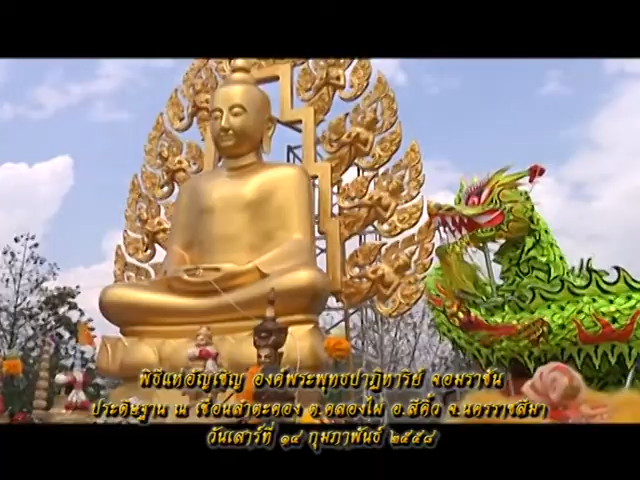 พิธีแห่อัญเชิญ องค์พระพุทธปาฏิหาริย์ จอมราชัน
ประดิษฐาน ณ เขื่อนลำตะคอง ต.คลองไผ่ อ.สีคิ้ว จ.นครราชสีมา
วันเสาร์ที่ ๑๔ กุมภาพันธ์ ๒๕๕๔